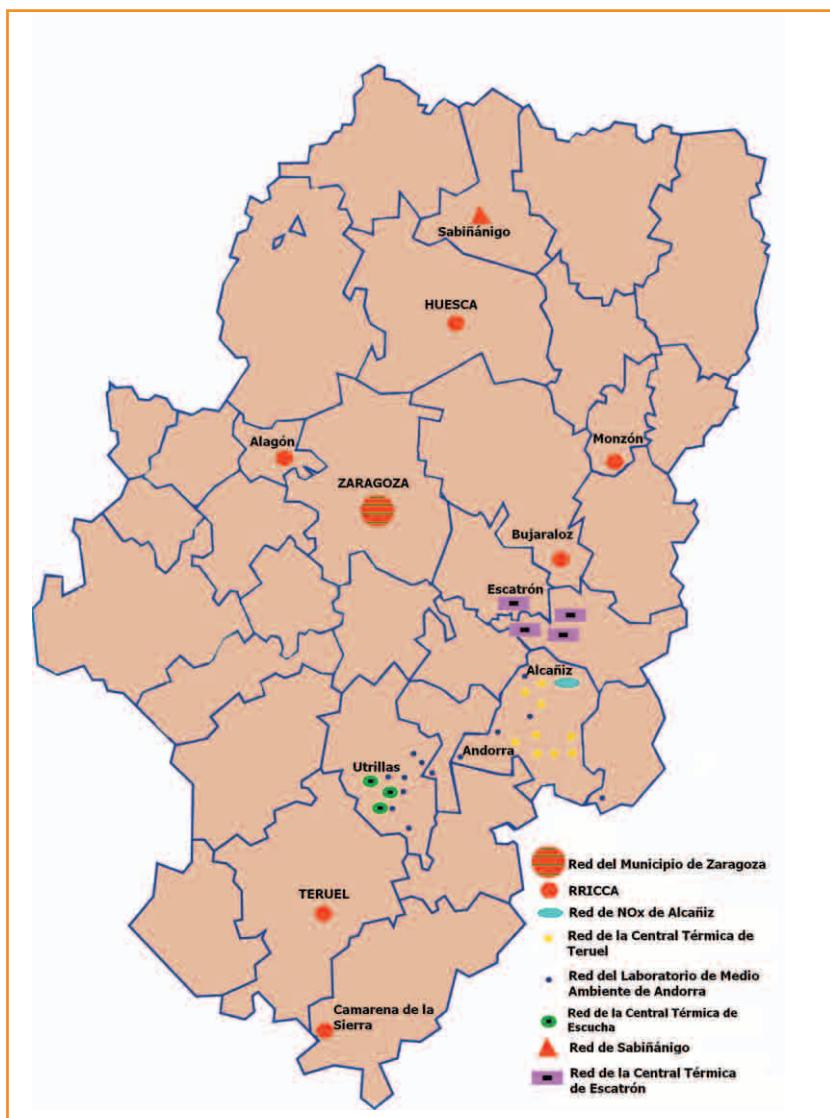 Sabiñánigo
HUESCA
Alagón
Monzón
ZARAGOZA
Bujaraloz
Escatrón
Alcañiz
Andorra
Utrillas
TERUEL
Camarena de la
Sierra
Red del Municipio de Zaragoza
RRICCA
Red de NOx de Alcañiz
Red de la Central Térmica de
Teruel
Red del Laboratorio de Medio
Ambiente de Andorra
Red de la Central Térmica de
Escucha
Red de Sabiñánigo
Red de la Central Térmica
de Escatrón